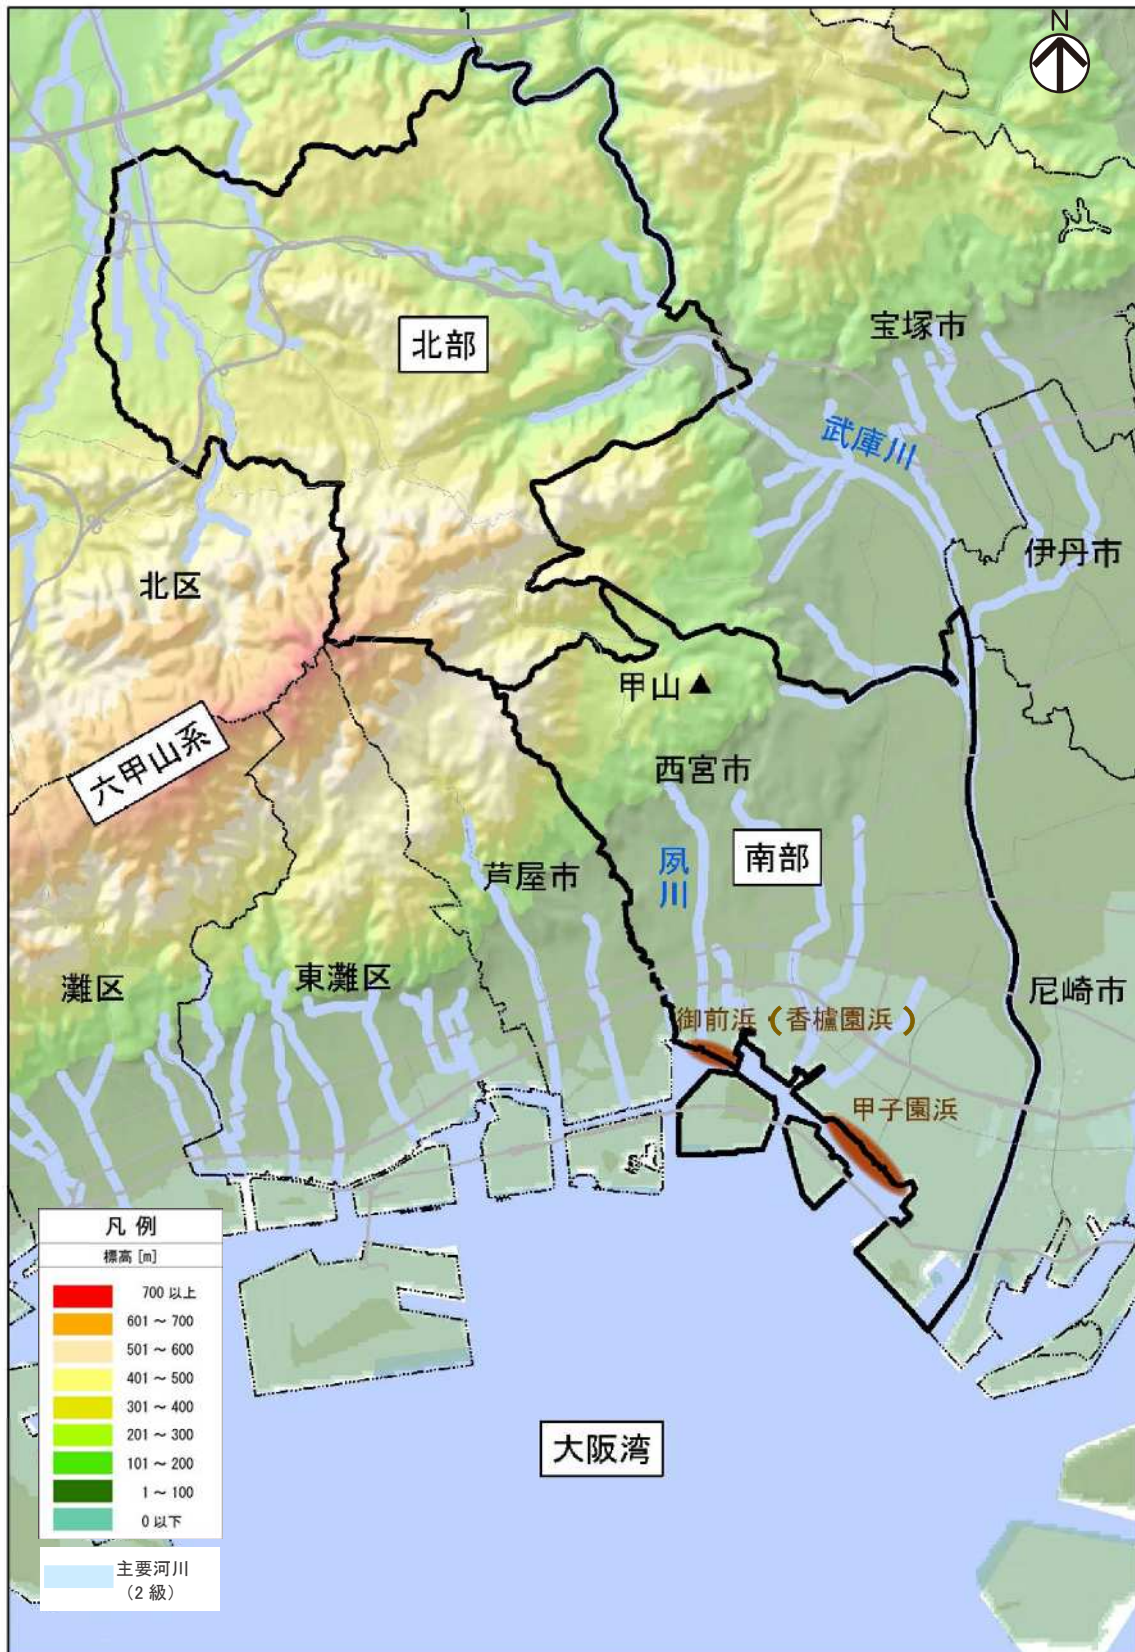 N
宝塚市
北部
武庫川
伊丹市
北区
甲山▲
六甲山系
西宮市
芦屋市
夙川
南部
灘区
東灘区
尼崎市
御前浜（香櫨園浜）
甲子園浜
大阪湾
凡 例
標高 [m]
700 以上
601 ～ 700
501 ～ 600
401 ～ 500
301 ～ 400
201 ～ 300
101 ～ 200
1 ～ 100
0 以下
主要河川
（2 級）